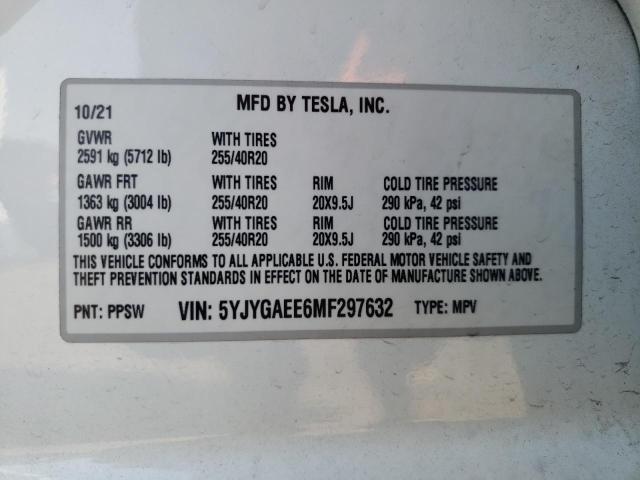 10/21 MFD BY TESLA, INC.
GVWR WITH TIRES
2591 kg (5712 lb) 255/40R20
GAWR FRT WITH TIRES RIM COLD TIRE PRESSURE
1363 kg (3004 lb) 255/40R20 20X9.5J 290 kPa, 42 psi
GAWR RR WITH TIRES RIM COLD TIRE PRESSURE
1500 kg (3306 lb) 255/40R20 20X9.5J 290 kPa, 42 psi
THIS VEHICLE CONFORMS TO ALL APPLICABLE U.S. FEDERAL MOTOR VEHICLE SAFETY AND
THEFT PREVENTION STANDARDS IN EFFECT ON THE DATE OF MANUFACTURE SHOWN ABOVE.
PNT: PPSW VIN: 5YJYGAEE6MF297632 TYPE: MPV